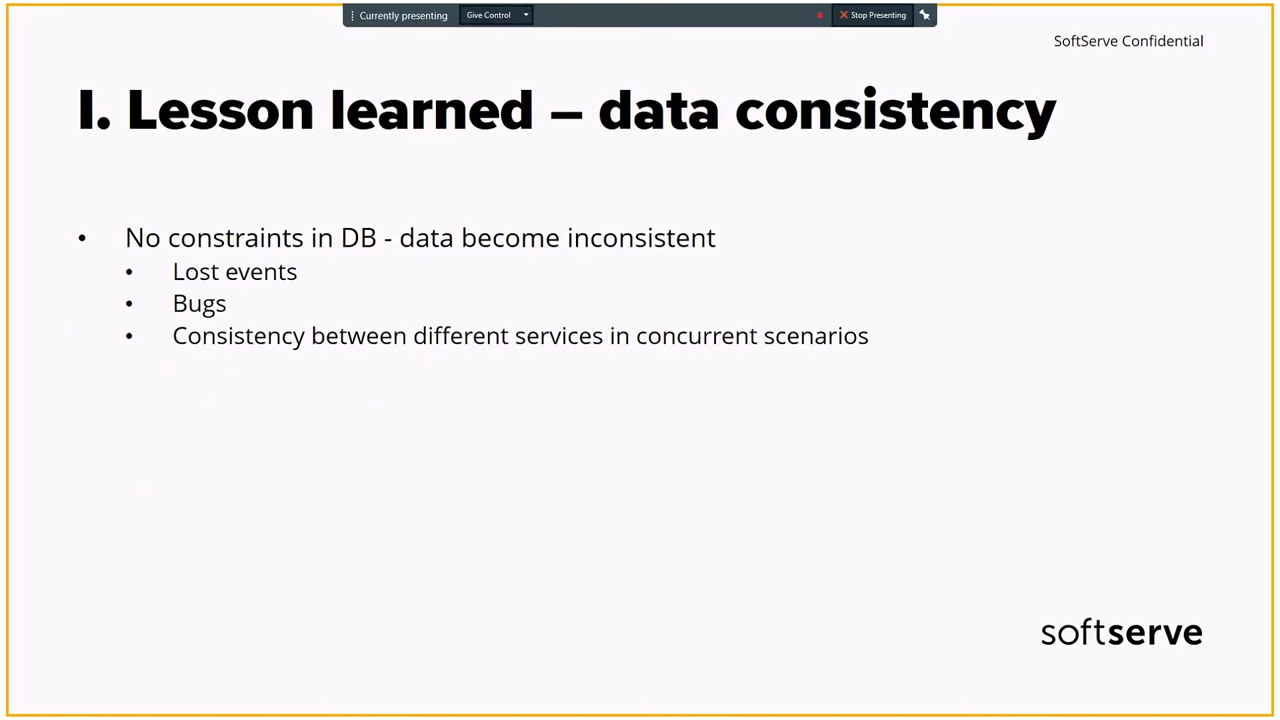 Currently presenting
Give Control
Stop Presenting
SoftServe Confidential
I. Lesson learned – data consistency
• No constraints in DB - data become inconsistent
• Lost events
• Bugs
• Consistency between different services in concurrent scenarios
softserve